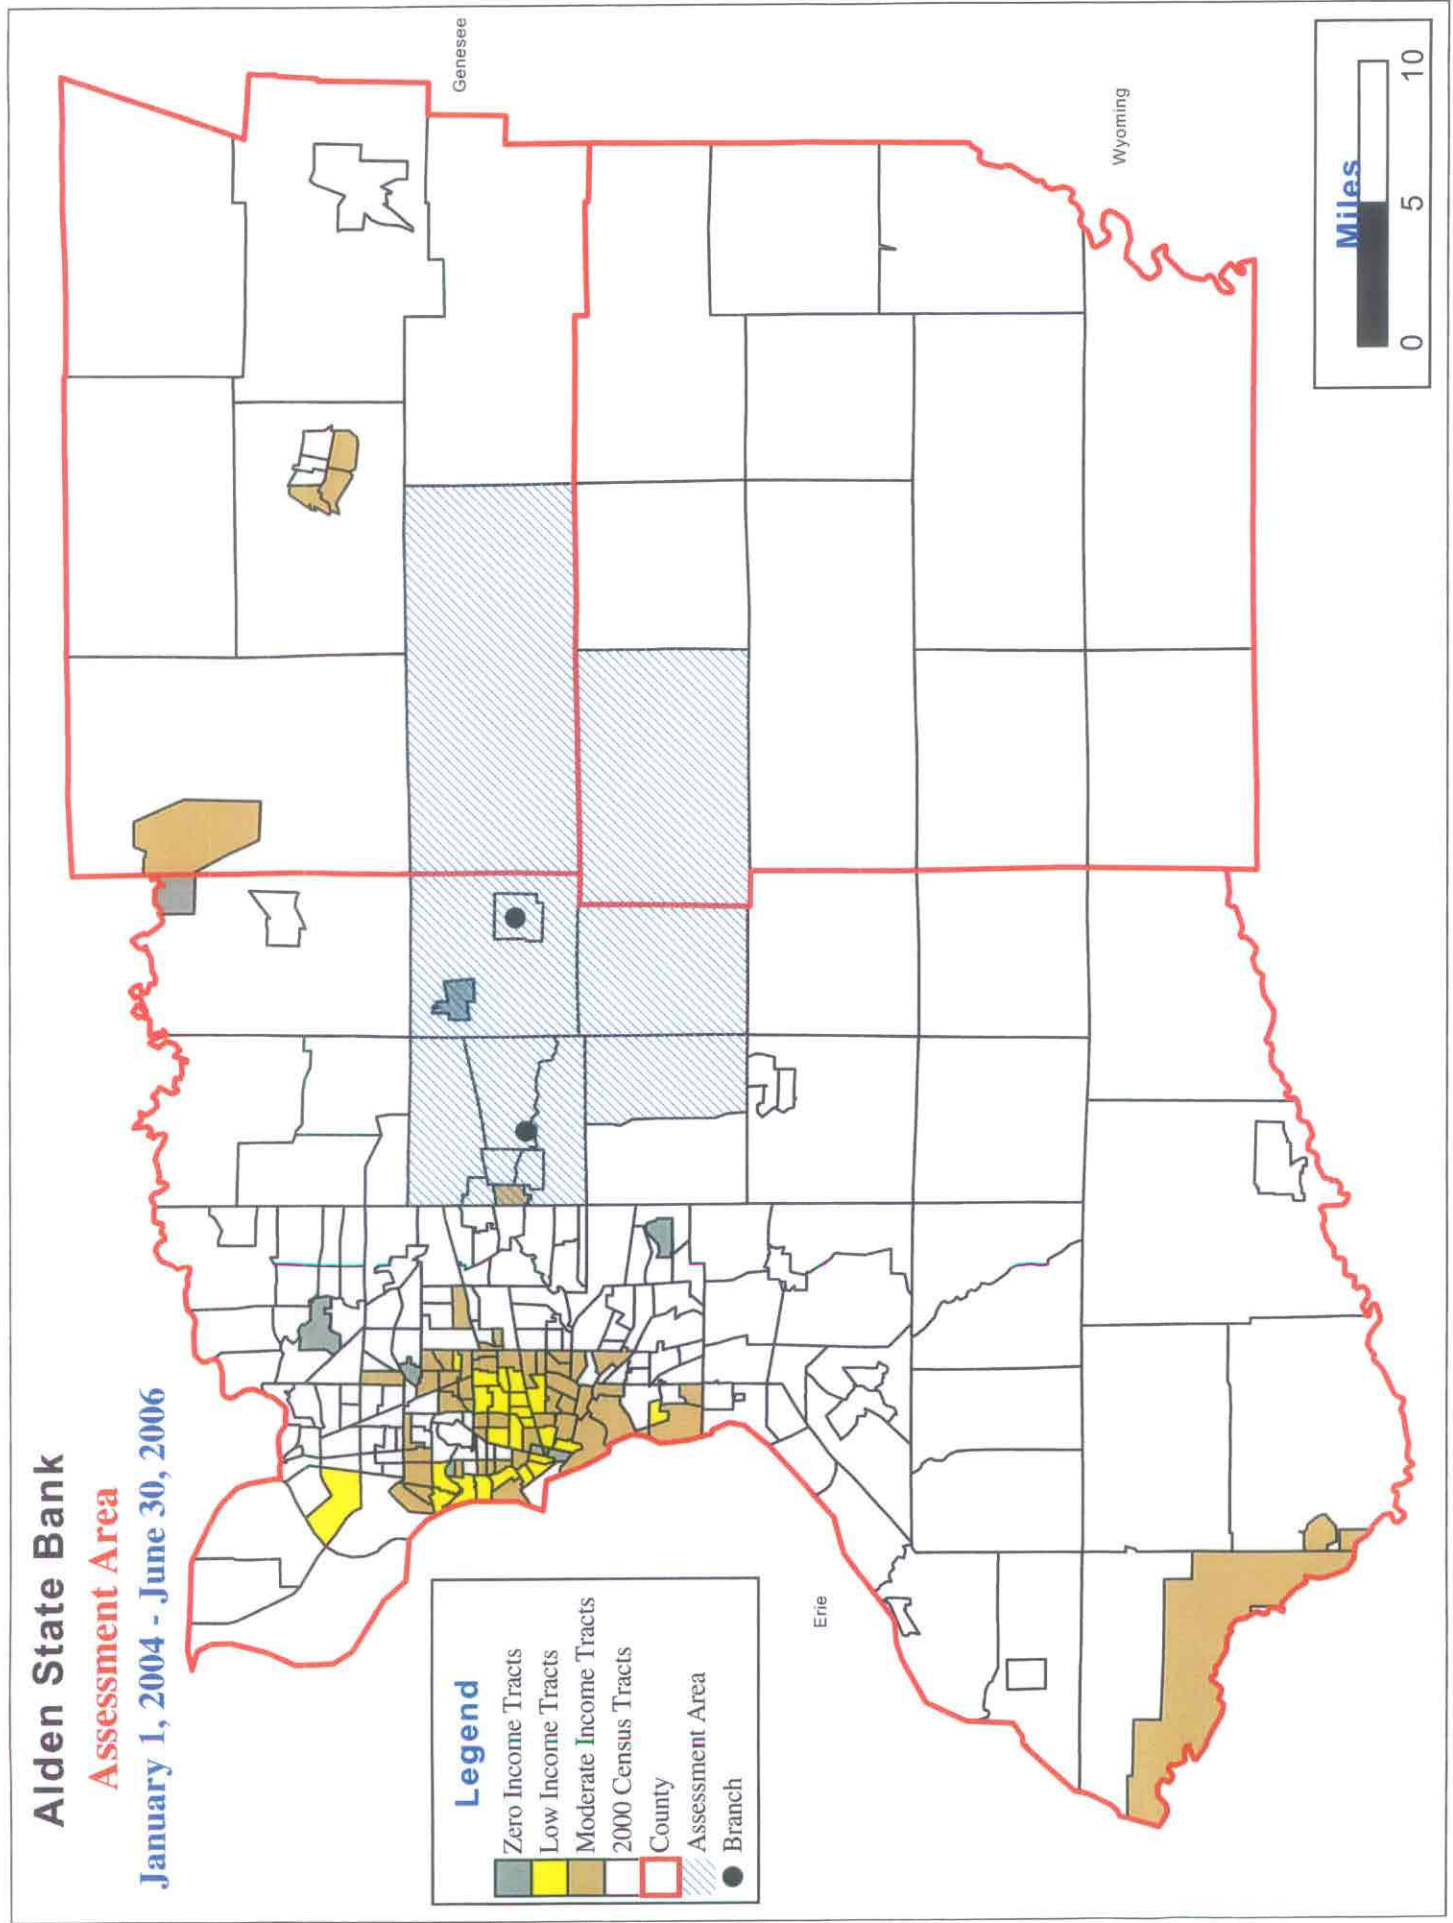 Alden State Bank
Assessment Area
January 1, 2004 - June 30, 2006
Genesee
Wyoming
Erie
Legend
Zero Income Tracts
Low Income Tracts
Moderate Income Tracts
2000 Census Tracts
County
Assessment Area
Branch
Miles
0 5 10